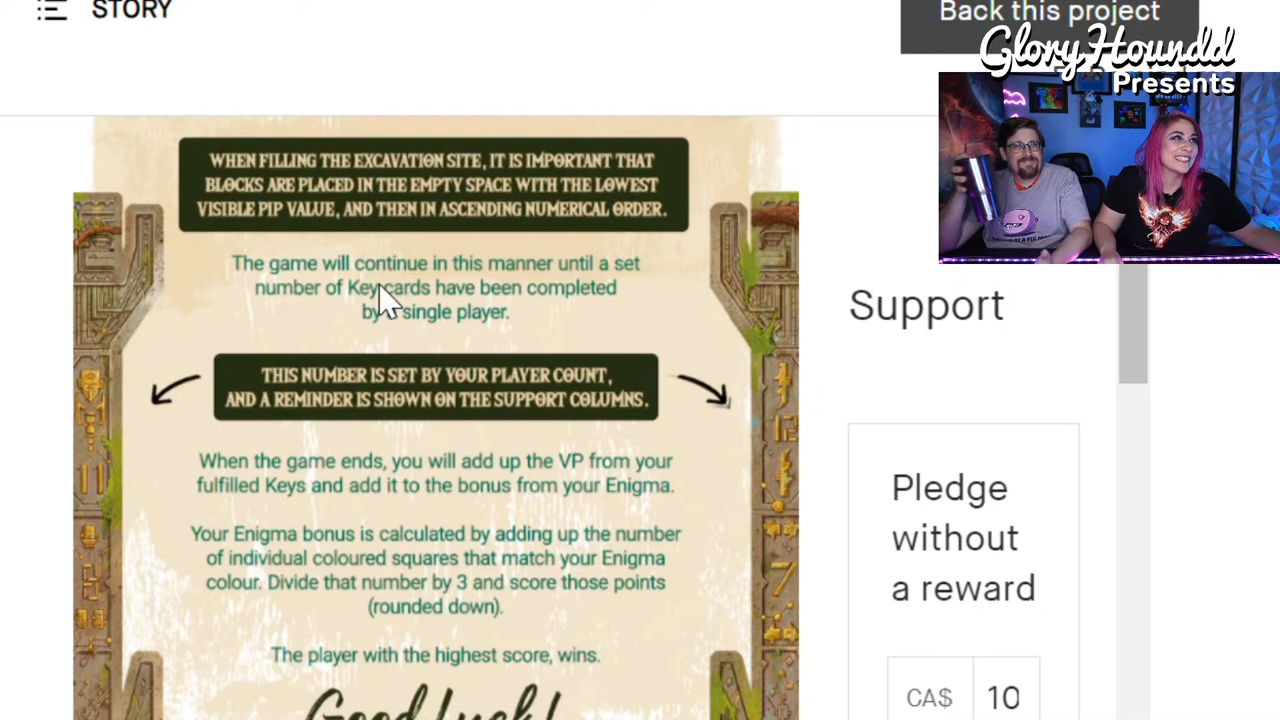 STORY
Back this project
GloryHoundd
Presents
WHEN FILLING THE EXCAVATION SITE, IT IS IMPORTANT THAT
BLOCKS ARE PLACED IN THE EMPTY SPACE WITH THE LOWEST
VISIBLE PIP VALUE, AND THEN IN ASCENDING NUMERICAL ORDER.
The game will continue in this manner until a set
number of Key cards have been completed
by single player.
THIS NUMBER IS SET BY YOUR PLAYER COUNT,
AND A REMINDER IS SHOWN ON THE SUPPORT COLUMNS.
When the game ends, you will add up the VP from your
fulfilled Keys and add it to the bonus from your Enigma.
Your Enigma bonus is calculated by adding up the number
of individual coloured squares that match your Enigma
colour. Divide that number by 3 and score those points
(rounded down).
The player with the highest score, wins.
Good Luck!
11
12
7
Support
Pledge
without
a reward
CA$ 10